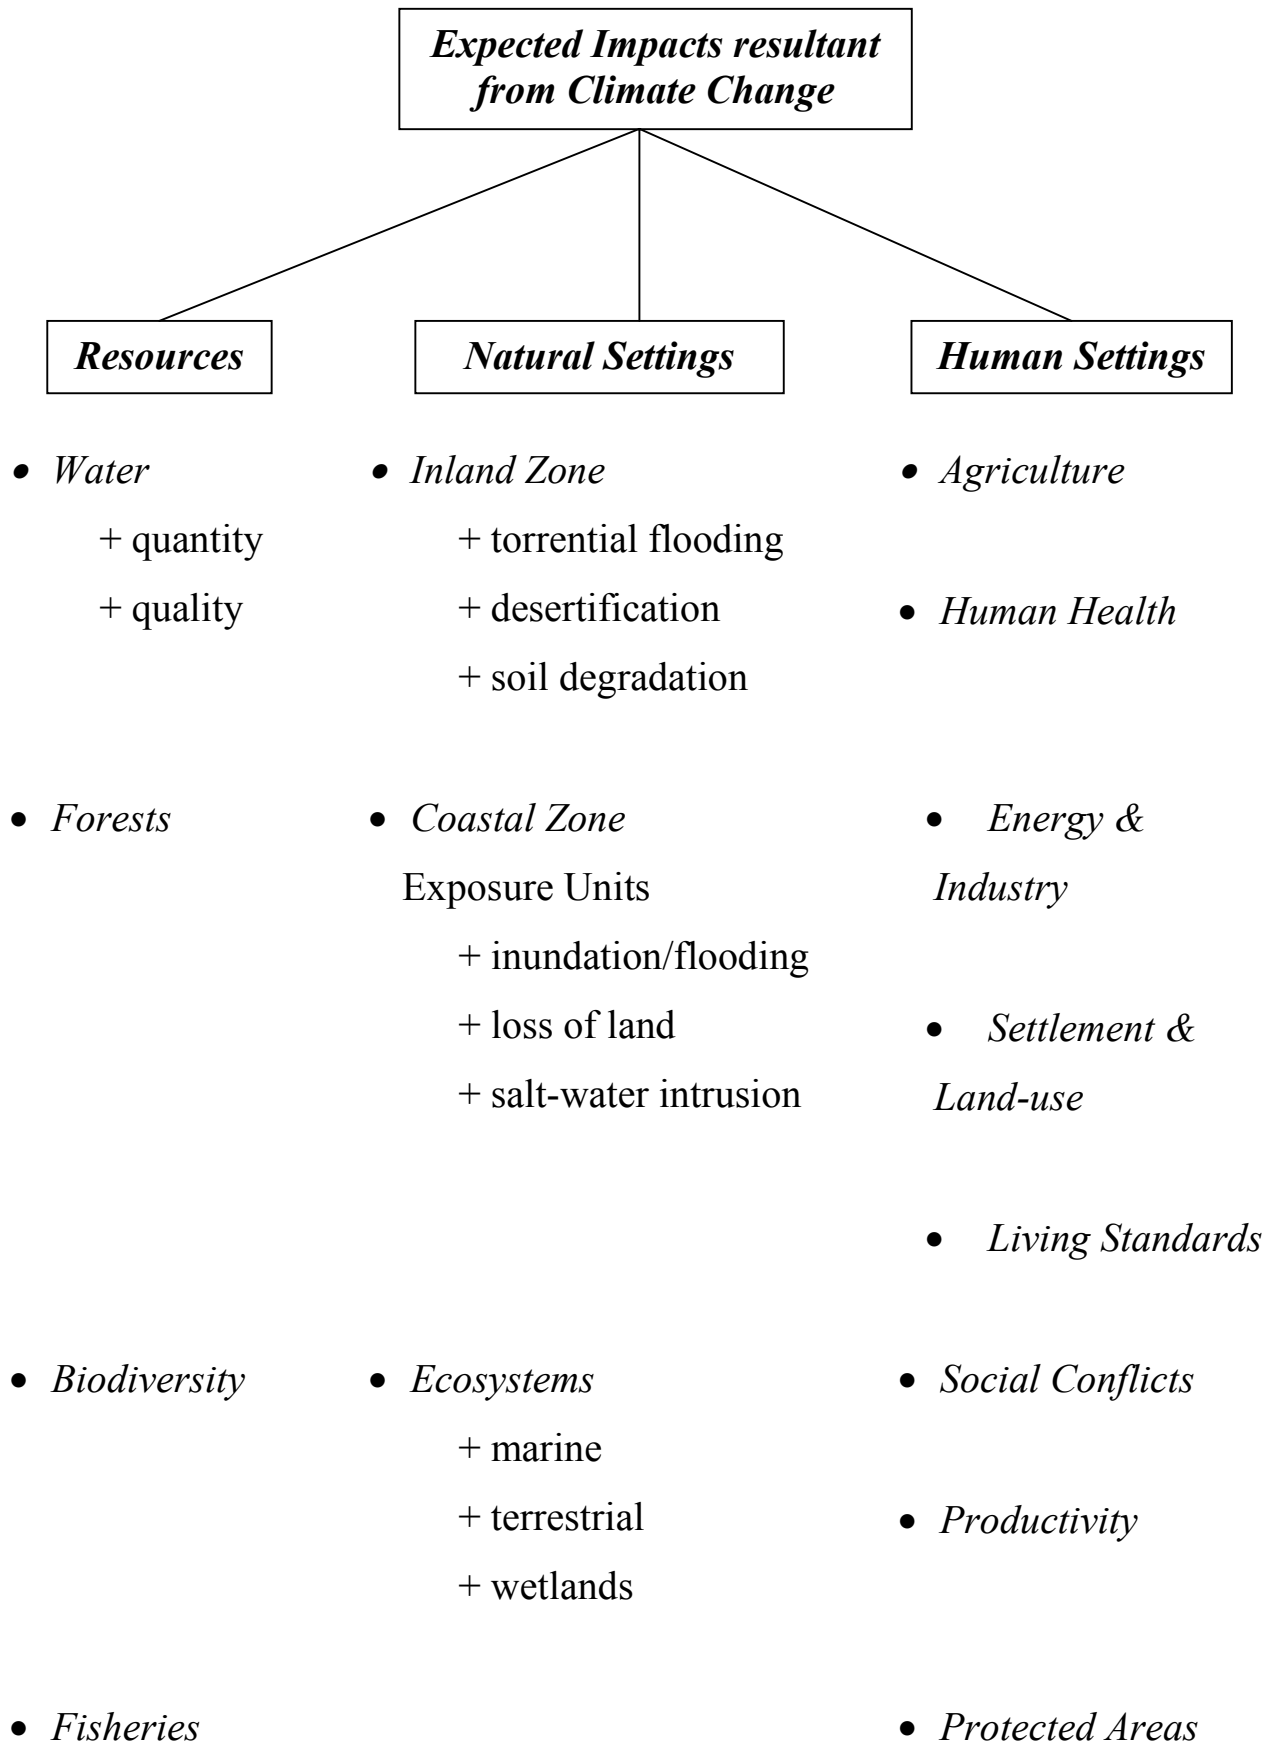 Expected Impacts resultant
from Climate Change
Resources
Natural Settings
Human Settings
• Water
+ quantity
+ quality
• Forests
• Biodiversity
• Fisheries
• Inland Zone
+ torrential flooding
+ desertification
+ soil degradation
• Coastal Zone
Exposure Units
+ inundation/flooding
+ loss of land
+ salt-water intrusion
• Ecosystems
+ marine
+ terrestrial
+ wetlands
• Agriculture
• Human Health
• Energy &
Industry
• Settlement &
Land-use
• Living Standards
• Social Conflicts
• Productivity
• Protected Areas